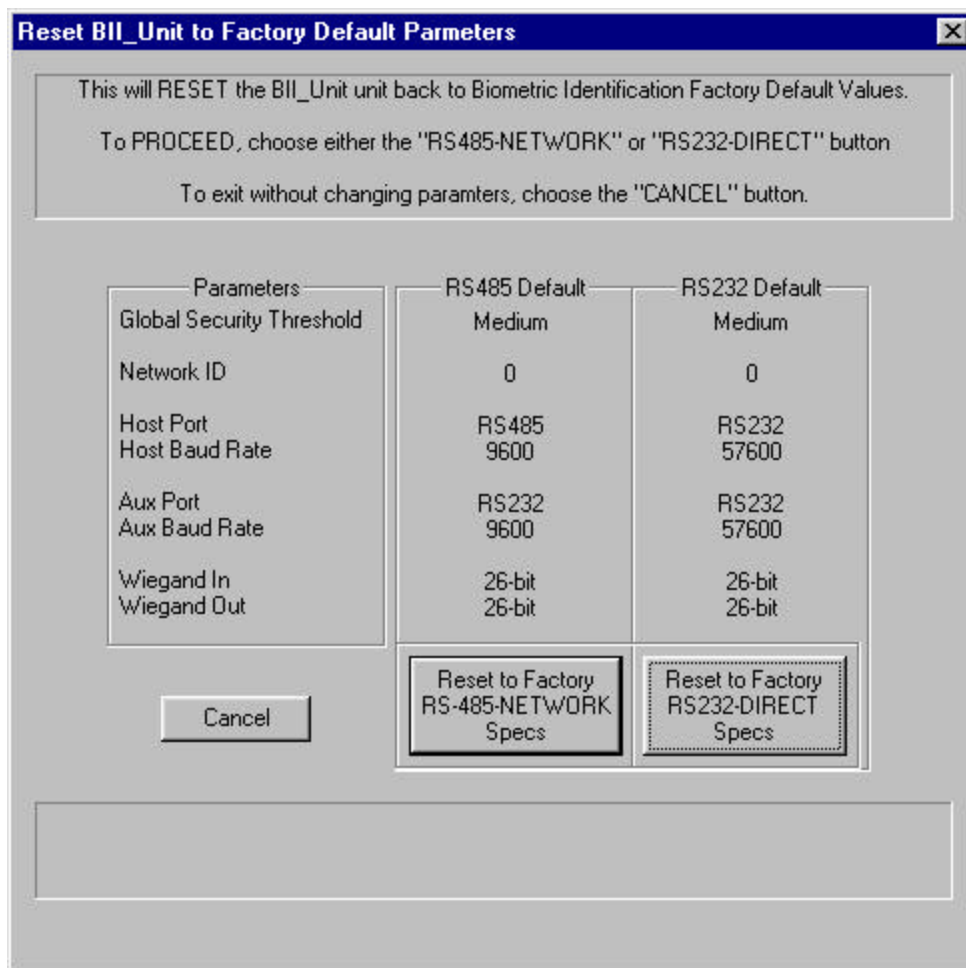 Reset BII_Unit to Factory Default Parmeters
This will RESET the BII_Unit unit back to Biometric Identification Factory Default Values.
To PROCEED, choose either the "RS485-NETWORK" or "RS232-DIRECT" button
To exit without changing paramters, choose the "CANCEL" button.
Parameters RS485 Default RS232 Default
Global Security Threshold Medium Medium
Network ID 0 0
Host Port RS485 RS232
Host Baud Rate 9600 57600
Aux Port RS232 RS232
Aux Baud Rate 9600 57600
Wiegand In 26-bit 26-bit
Wiegand Out 26-bit 26-bit
Cancel
Reset to Factory
RS-485-NETWORK
Specs
Reset to Factory
RS232-DIRECT
Specs